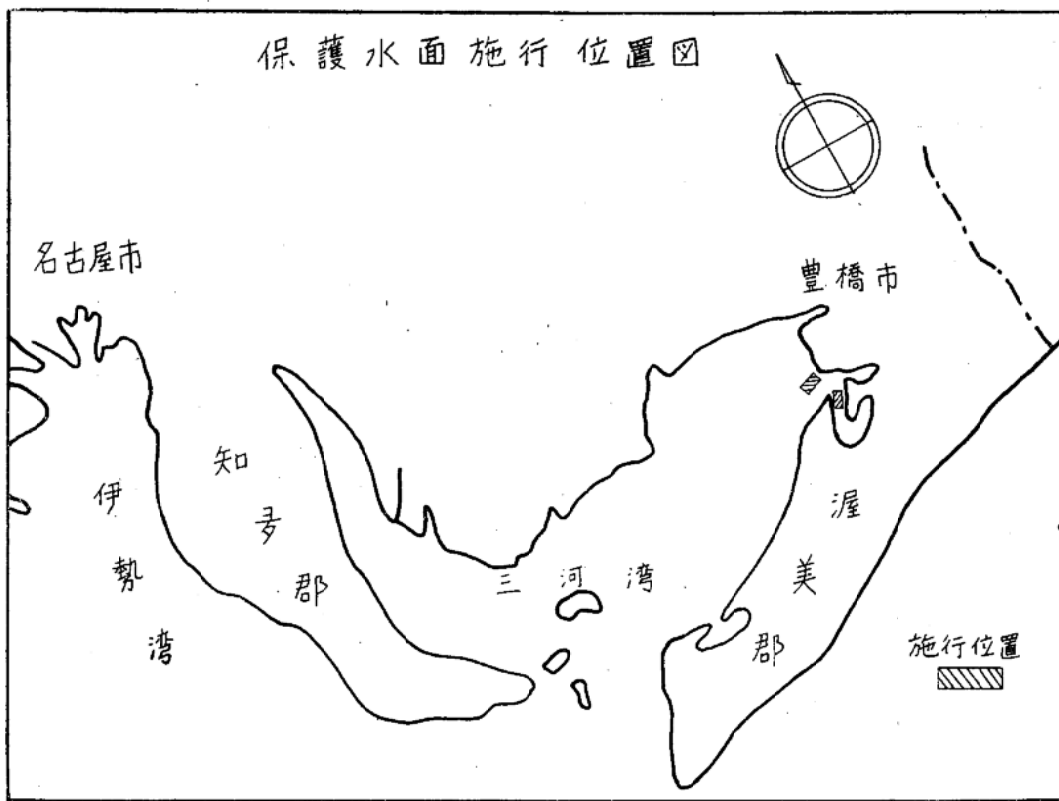 保護水面施行位置図
名古屋市
豊橋市
知多郡
伊勢湾
三河湾
渥美郡
施行位置